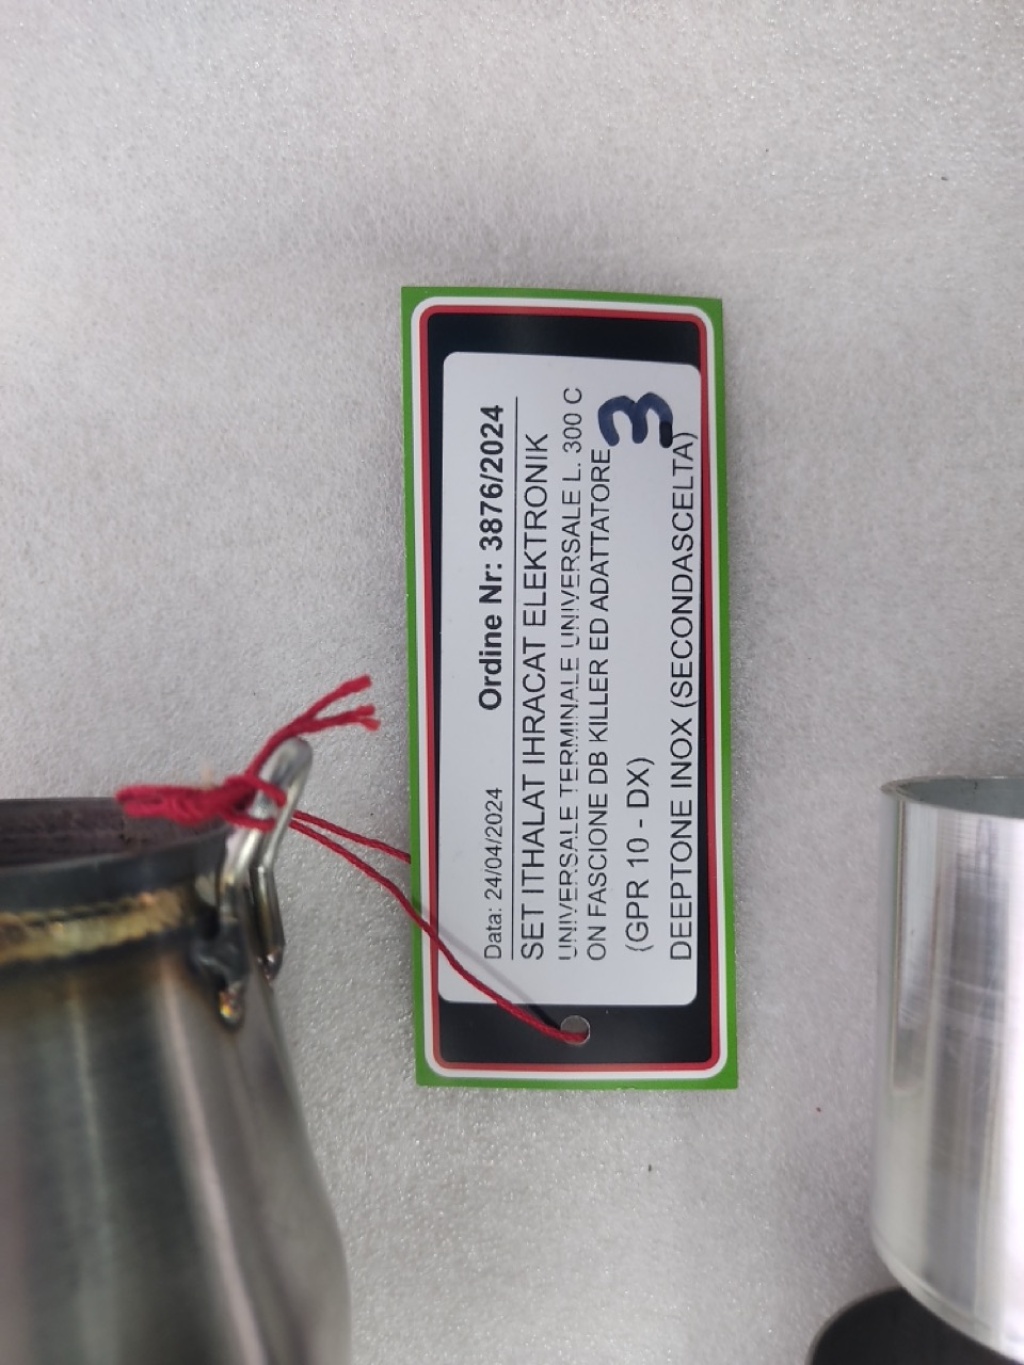 Data: 24/04/2024 Ordine Nr: 3876/2024
SET ITHALAT IHRACAT ELEKTRONIK
UNIVERSALE TERMINALE UNIVERSALE L. 300 C
ON FASCIONE DB KILLER ED ADATTATORE
(GPR 10 - DX)
3
DEEPTONE INOX (SECONDASCELTA)